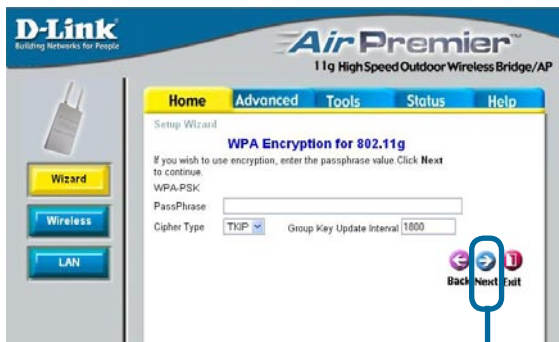 D-Link
Building Networks for People
Air Premier™
11g High Speed Outdoor Wireless Bridge/AP
Home Advanced Tools Status Help
Wizard
Wireless
LAN
Setup Wizard
WPA Encryption for 802.11g
If you wish to use encryption, enter the passphrase value.Click Next
to continue.
WPA-PSK
PassPhrase
Cipher Type TKIP Group Key Update Interval 1800
Back Next Exit